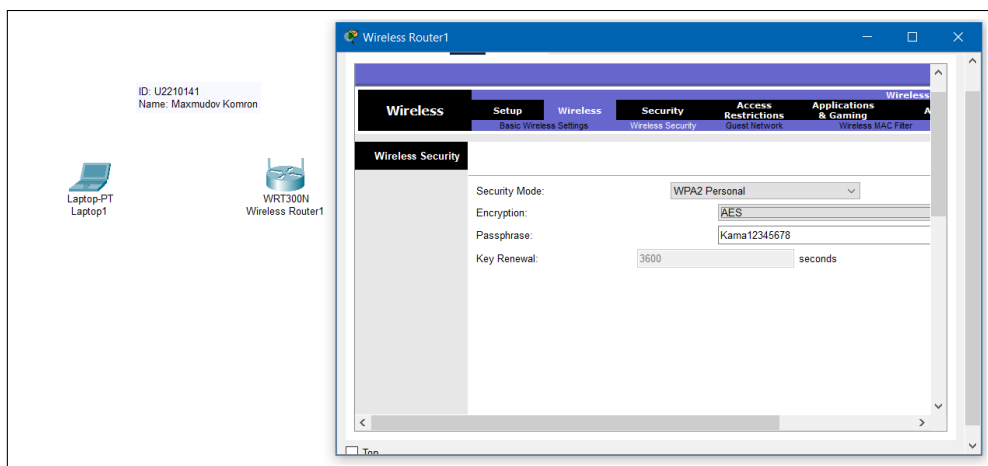 Wireless Router1
ID: U2210141
Name: Maxmudov Komron
Laptop-PT
Laptop1
WRT300N
Wireless Router1
Wireless
Wireless
Setup
Wireless
Security
Access
Restrictions
Applications
& Gaming
A
Basic Wireless Settings
Wireless Security
Guest Network
Wireless MAC Filter
Wireless Security
Security Mode:
WPA2 Personal
Encryption:
AES
Passphrase:
Kama12345678
Key Renewal:
3600
seconds
Top